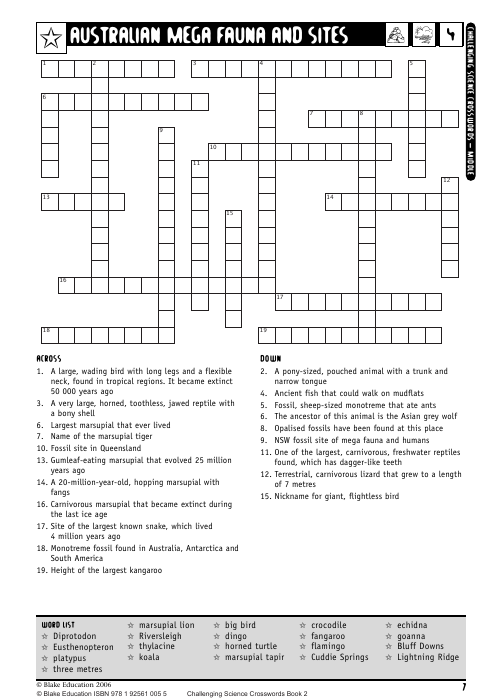 AUSTRALIAN MEGA FAUNA AND SITES
4
CHALLENGING SCIENCE CROSSWORDS – MIDDLE
1
2
3
4
5
6
7
8
9
10
11
12
13
14
15
16
17
18
19
ACROSS
1. A large, wading bird with long legs and a flexible
neck, found in tropical regions. It became extinct
50 000 years ago
3. A very large, horned, toothless, jawed reptile with
a bony shell
6. Largest marsupial that ever lived
7. Name of the marsupial tiger
10. Fossil site in Queensland
13. Gumleaf-eating marsupial that evolved 25 million
years ago
14. A 20-million-year-old, hopping marsupial with
fangs
16. Carnivorous marsupial that became extinct during
the last ice age
17. Site of the largest known snake, which lived
4 million years ago
18. Monotreme fossil found in Australia, Antarctica and
South America
19. Height of the largest kangaroo
DOWN
2. A pony-sized, pouched animal with a trunk and
narrow tongue
4. Ancient fish that could walk on mudflats
5. Fossil, sheep-sized monotreme that ate ants
6. The ancestor of this animal is the Asian grey wolf
8. Opalised fossils have been found at this place
9. NSW fossil site of mega fauna and humans
11. One of the largest, carnivorous, freshwater reptiles
found, which has dagger-like teeth
12. Terrestrial, carnivorous lizard that grew to a length
of 7 metres
15. Nickname for giant, flightless bird
WORD LIST
☆ Diprotodon
☆ Eusthenopteron
☆ platypus
☆ three metres
☆ marsupial lion
☆ Riversleigh
☆ thylacine
☆ koala
☆ big bird
☆ dingo
☆ horned turtle
☆ marsupial tapir
☆ crocodile
☆ fangaroo
☆ flamingo
☆ Cuddie Springs
☆ echidna
☆ goanna
☆ Bluff Downs
☆ Lightning Ridge
© Blake Education 2006
7
© Blake Education ISBN 978 1 92561 005 5 Challenging Science Crosswords Book 2